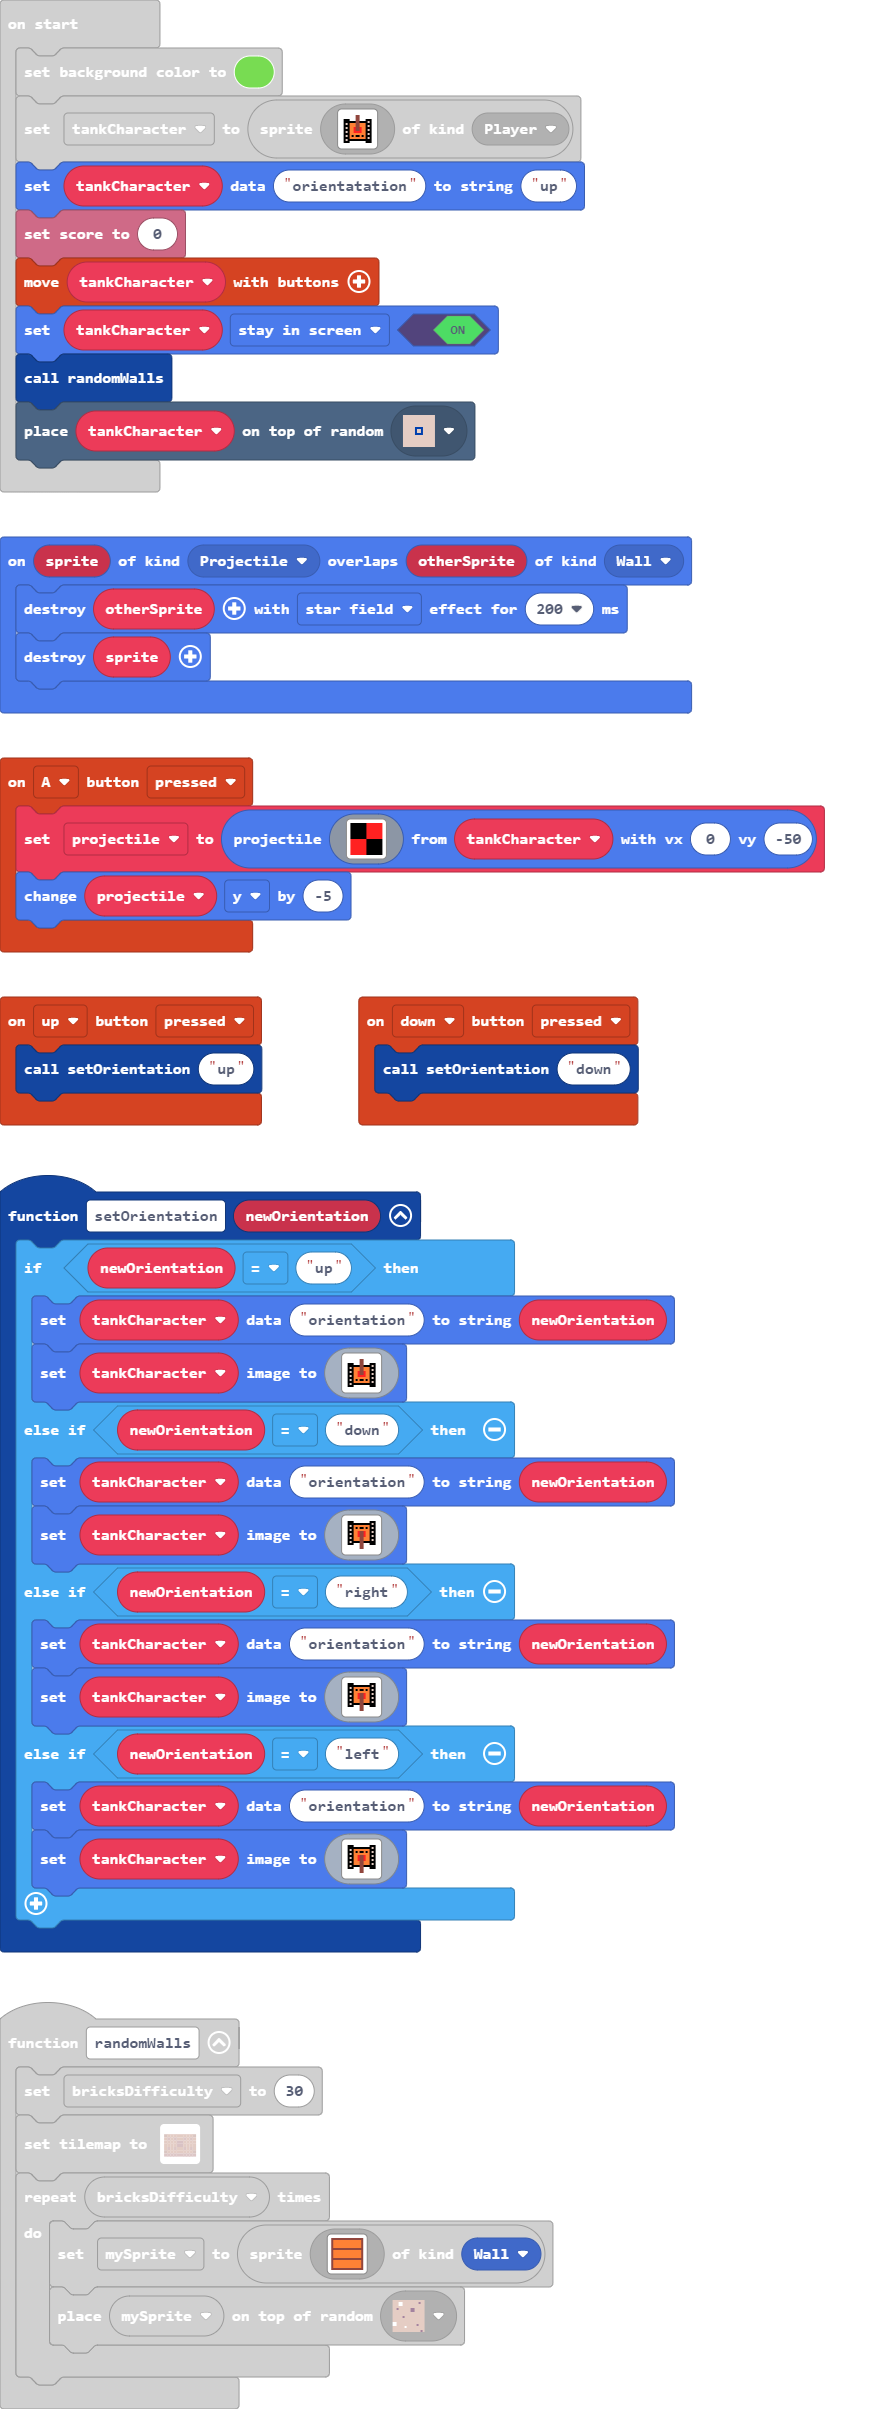 on start
set background color to
set tankCharacter to sprite of kind Player
set tankCharacter data "orientatation" to string "up"
set score to 0
move tankCharacter with buttons
set tankCharacter stay in screen ON
call randomWalls
place tankCharacter on top of random
on sprite of kind Projectile overlaps otherSprite of kind Wall
destroy otherSprite with star field effect for 200 ms
destroy sprite
on A button pressed
set projectile to projectile from tankCharacter with vx 0 vy -50
change projectile y by -5
on up button pressed
call setOrientation "up"
on down button pressed
call setOrientation "down"
function setOrientation newOrientation
if newOrientation = "up" then
set tankCharacter data "orientation" to string newOrientation
set tankCharacter image to
else if newOrientation = "down" then
set tankCharacter data "orientation" to string newOrientation
set tankCharacter image to
else if newOrientation = "right" then
set tankCharacter data "orientation" to string newOrientation
set tankCharacter image to
else if newOrientation = "left" then
set tankCharacter data "orientation" to string newOrientation
set tankCharacter image to
function randomWalls
set bricksDifficulty to 30
set tilemap to
repeat bricksDifficulty times
do
set mySprite to sprite of kind Wall
place mySprite on top of random